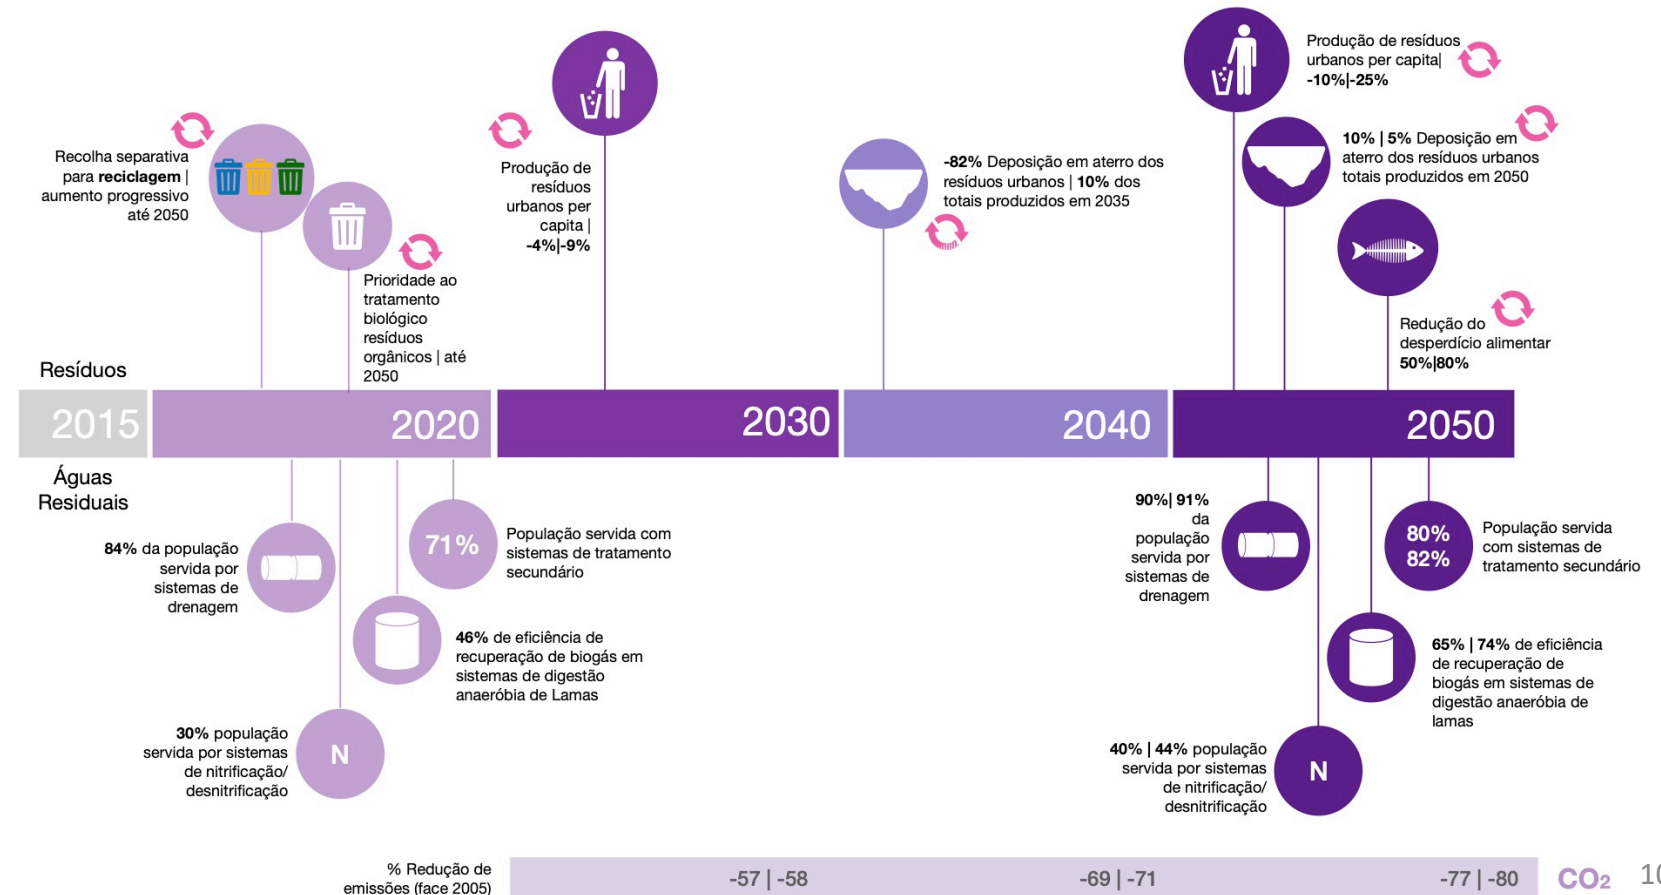 Recolha separativa
para reciclagem |
aumento progressivo
até 2050
Prioridade ao
tratamento
biológico
resíduos
orgânicos | até
2050
Produção de
resíduos
urbanos per
capita |
-4%|-9%
-82% Deposição em aterro dos
resíduos urbanos | 10% dos
totais produzidos em 2035
Produção de resíduos
urbanos per capita|
-10%|-25%
10% | 5% Deposição em
aterro dos resíduos urbanos
totais produzidos em 2050
Redução do
desperdício alimentar
50%|80%
Resíduos
2015
2020
2030
2040
2050
Águas
Residuais
84% da população
servida por
sistemas de
drenagem
71%
População servida com
sistemas de tratamento
secundário
46% de eficiência de
recuperação de biogás em
sistemas de digestão
anaeróbia de Lamas
30% população
servida por sistemas
de nitrificação/
desnitrificação
N
90%| 91%
da
população
servida por
sistemas de
drenagem
80%
82%
População servida
com sistemas de
tratamento secundário
65% | 74% de eficiência
de recuperação de
biogás em sistemas de
digestão anaeróbia de
lamas
40% | 44% população
servida por sistemas
de nitrificação/
desnitrificação
N
% Redução de
emissões (face 2005)
-57 | -58
-69 | -71
-77 | -80
CO2